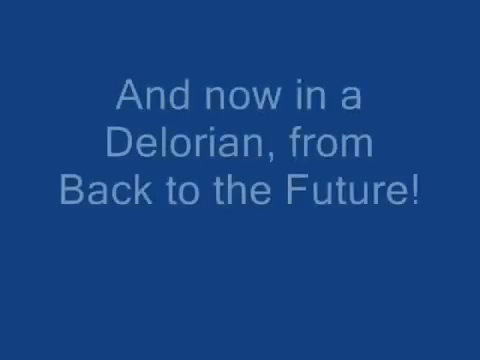 And now in a
Delorian, from
Back to the Future!